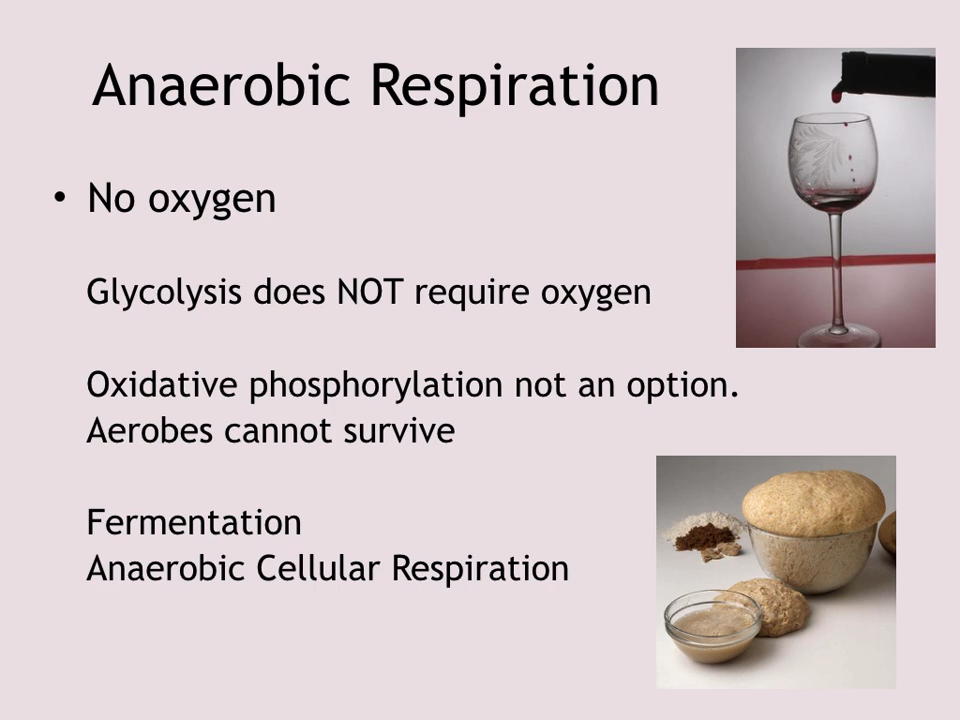 Anaerobic Respiration
• No oxygen
Glycolysis does NOT require oxygen
Oxidative phosphorylation not an option.
Aerobes cannot survive
Fermentation
Anaerobic Cellular Respiration